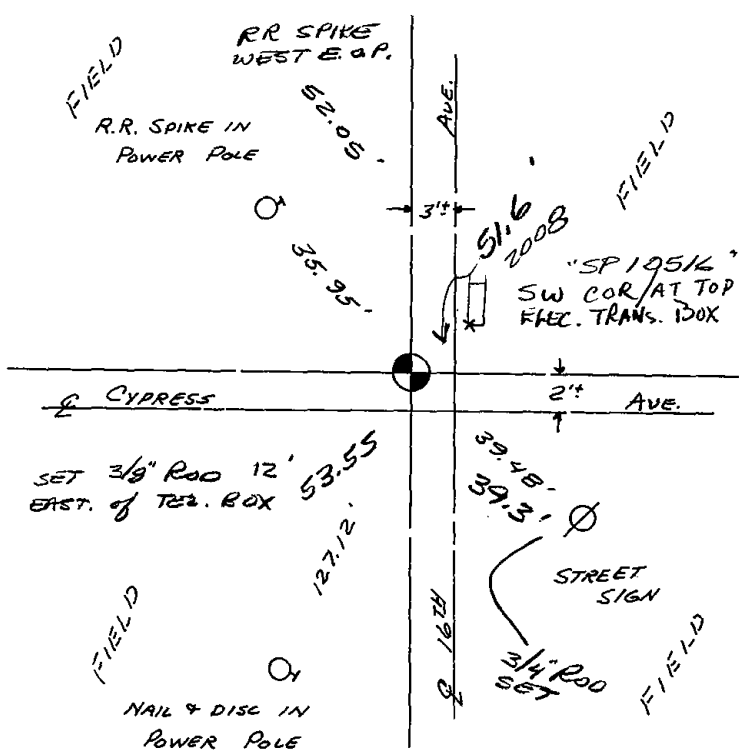 RR SPIKE
WEST E.O.P.
FIELD
52.05'
AVE.
R.R. SPIKE IN
POWER POLE
FIELD
3'±
51.6'
2008
35.95'
SW COR/AT TOP
ELEC. TRANS. BOX
℄ CYPRESS
2'±
AVE.
SET 3/8" ROD 12'
EAST. of TEL. BOX
53.55
39.48'
39.3'
127.12'
STREET
SIGN
FIELD
℄ 16TH
3/4" ROD
SET
FIELD
NAIL & DISC IN
POWER POLE